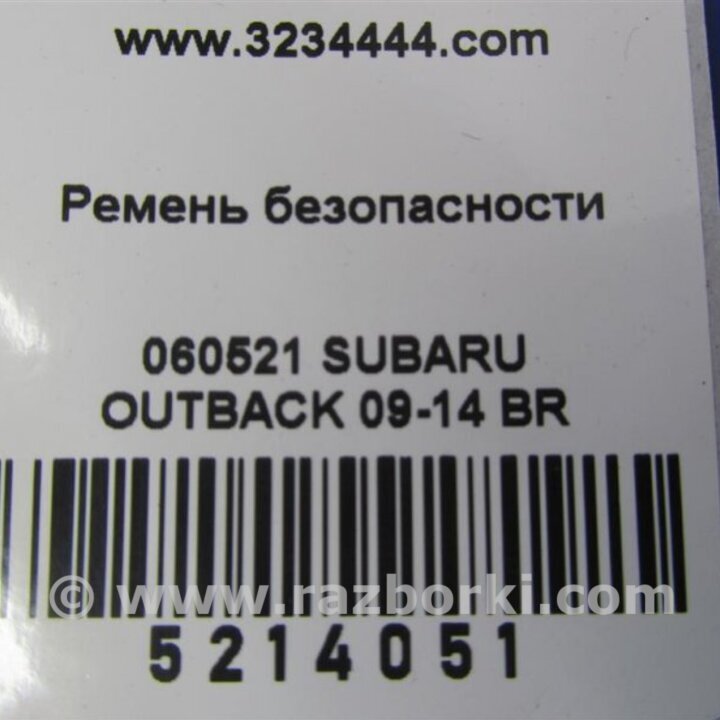 www.3234444.com
Ремень безопасности
060521 SUBARU
OUTBACK 09-14 BR
© www.razborki.com
5214051